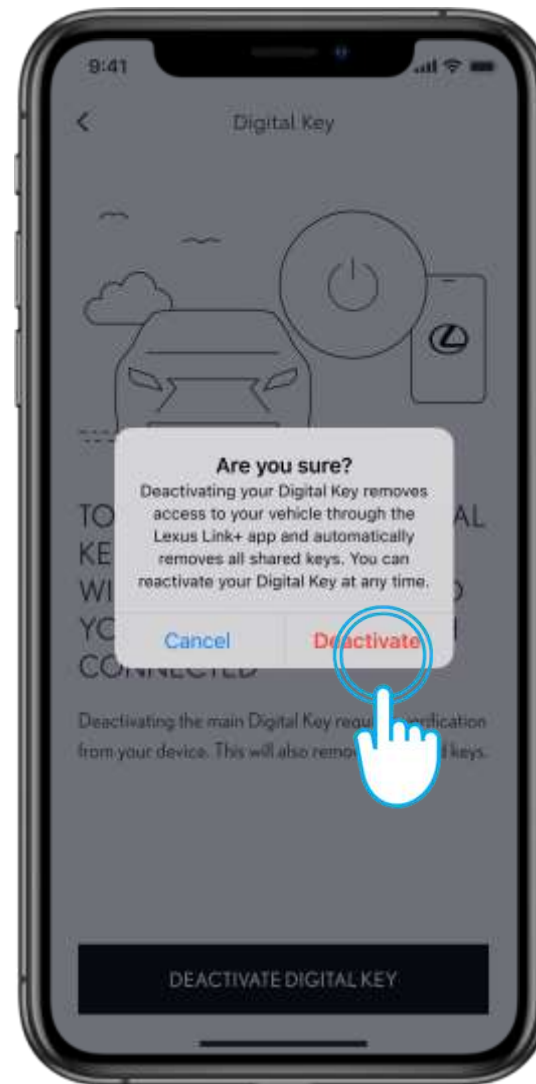 9:41
Digital Key
Are you sure?
Deactivating your Digital Key removes
access to your vehicle through the
Lexus Link+ app and automatically
removes all shared keys. You can
reactivate your Digital Key at any time.
Cancel Deactivate
TO AL
KE
WI
YO
CONNECTED
Deactivating the main Digital Key verification
from your device. This will also keys.
DEACTIVATE DIGITAL KEY